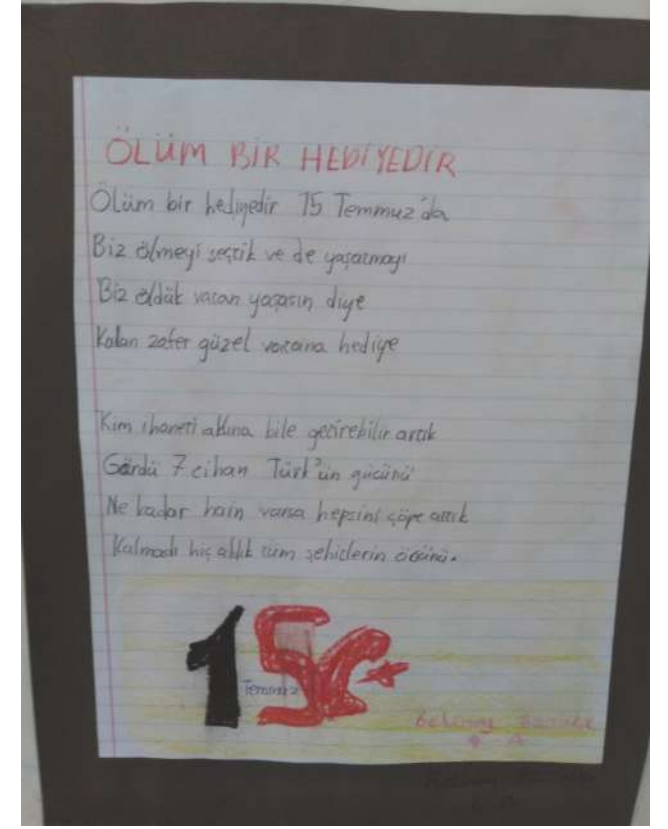 ÖLÜM BİR HEDİYEDİR
Ölüm bir hediyedir 15 Temmuz'da
Biz ölmeyi seçtik ve de yaşatmayı
Biz öldük vatan yaşasın diye
Kalan zafer güzel vatana hediye
Kim ihaneti aklına bile getirebilir artık
Gördü 7 cihan Türk'ün gücünü
Ne kadar hain varsa hepsini çöpe attık
Kalmadı hiç aldık tüm şehitlerin öcünü.
15
Temmuz